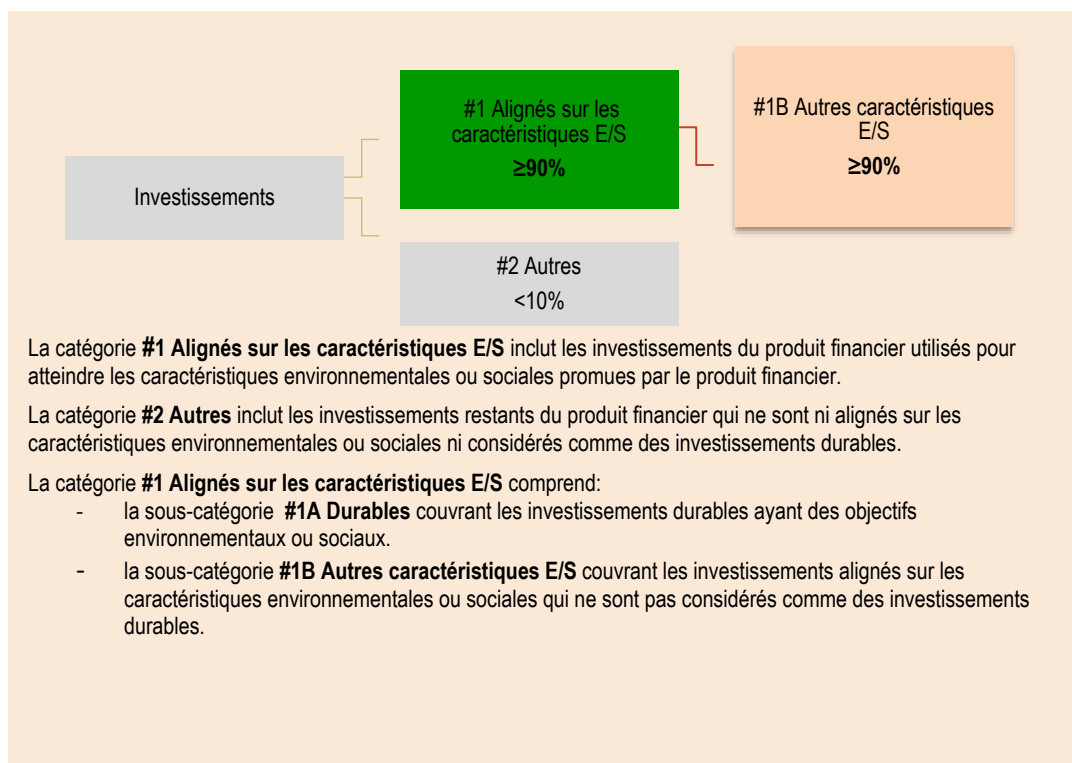 #1 Alignés sur les
caractéristiques E/S
≥90%
#1B Autres caractéristiques
E/S
≥90%
Investissements
#2 Autres
<10%
La catégorie #1 Alignés sur les caractéristiques E/S inclut les investissements du produit financier utilisés pour
atteindre les caractéristiques environnementales ou sociales promues par le produit financier.
La catégorie #2 Autres inclut les investissements restants du produit financier qui ne sont ni alignés sur les
caractéristiques environnementales ou sociales ni considérés comme des investissements durables.
La catégorie #1 Alignés sur les caractéristiques E/S comprend:
- la sous-catégorie #1A Durables couvrant les investissements durables ayant des objectifs
environnementaux ou sociaux.
- la sous-catégorie #1B Autres caractéristiques E/S couvrant les investissements alignés sur les
caractéristiques environnementales ou sociales qui ne sont pas considérés comme des investissements
durables.